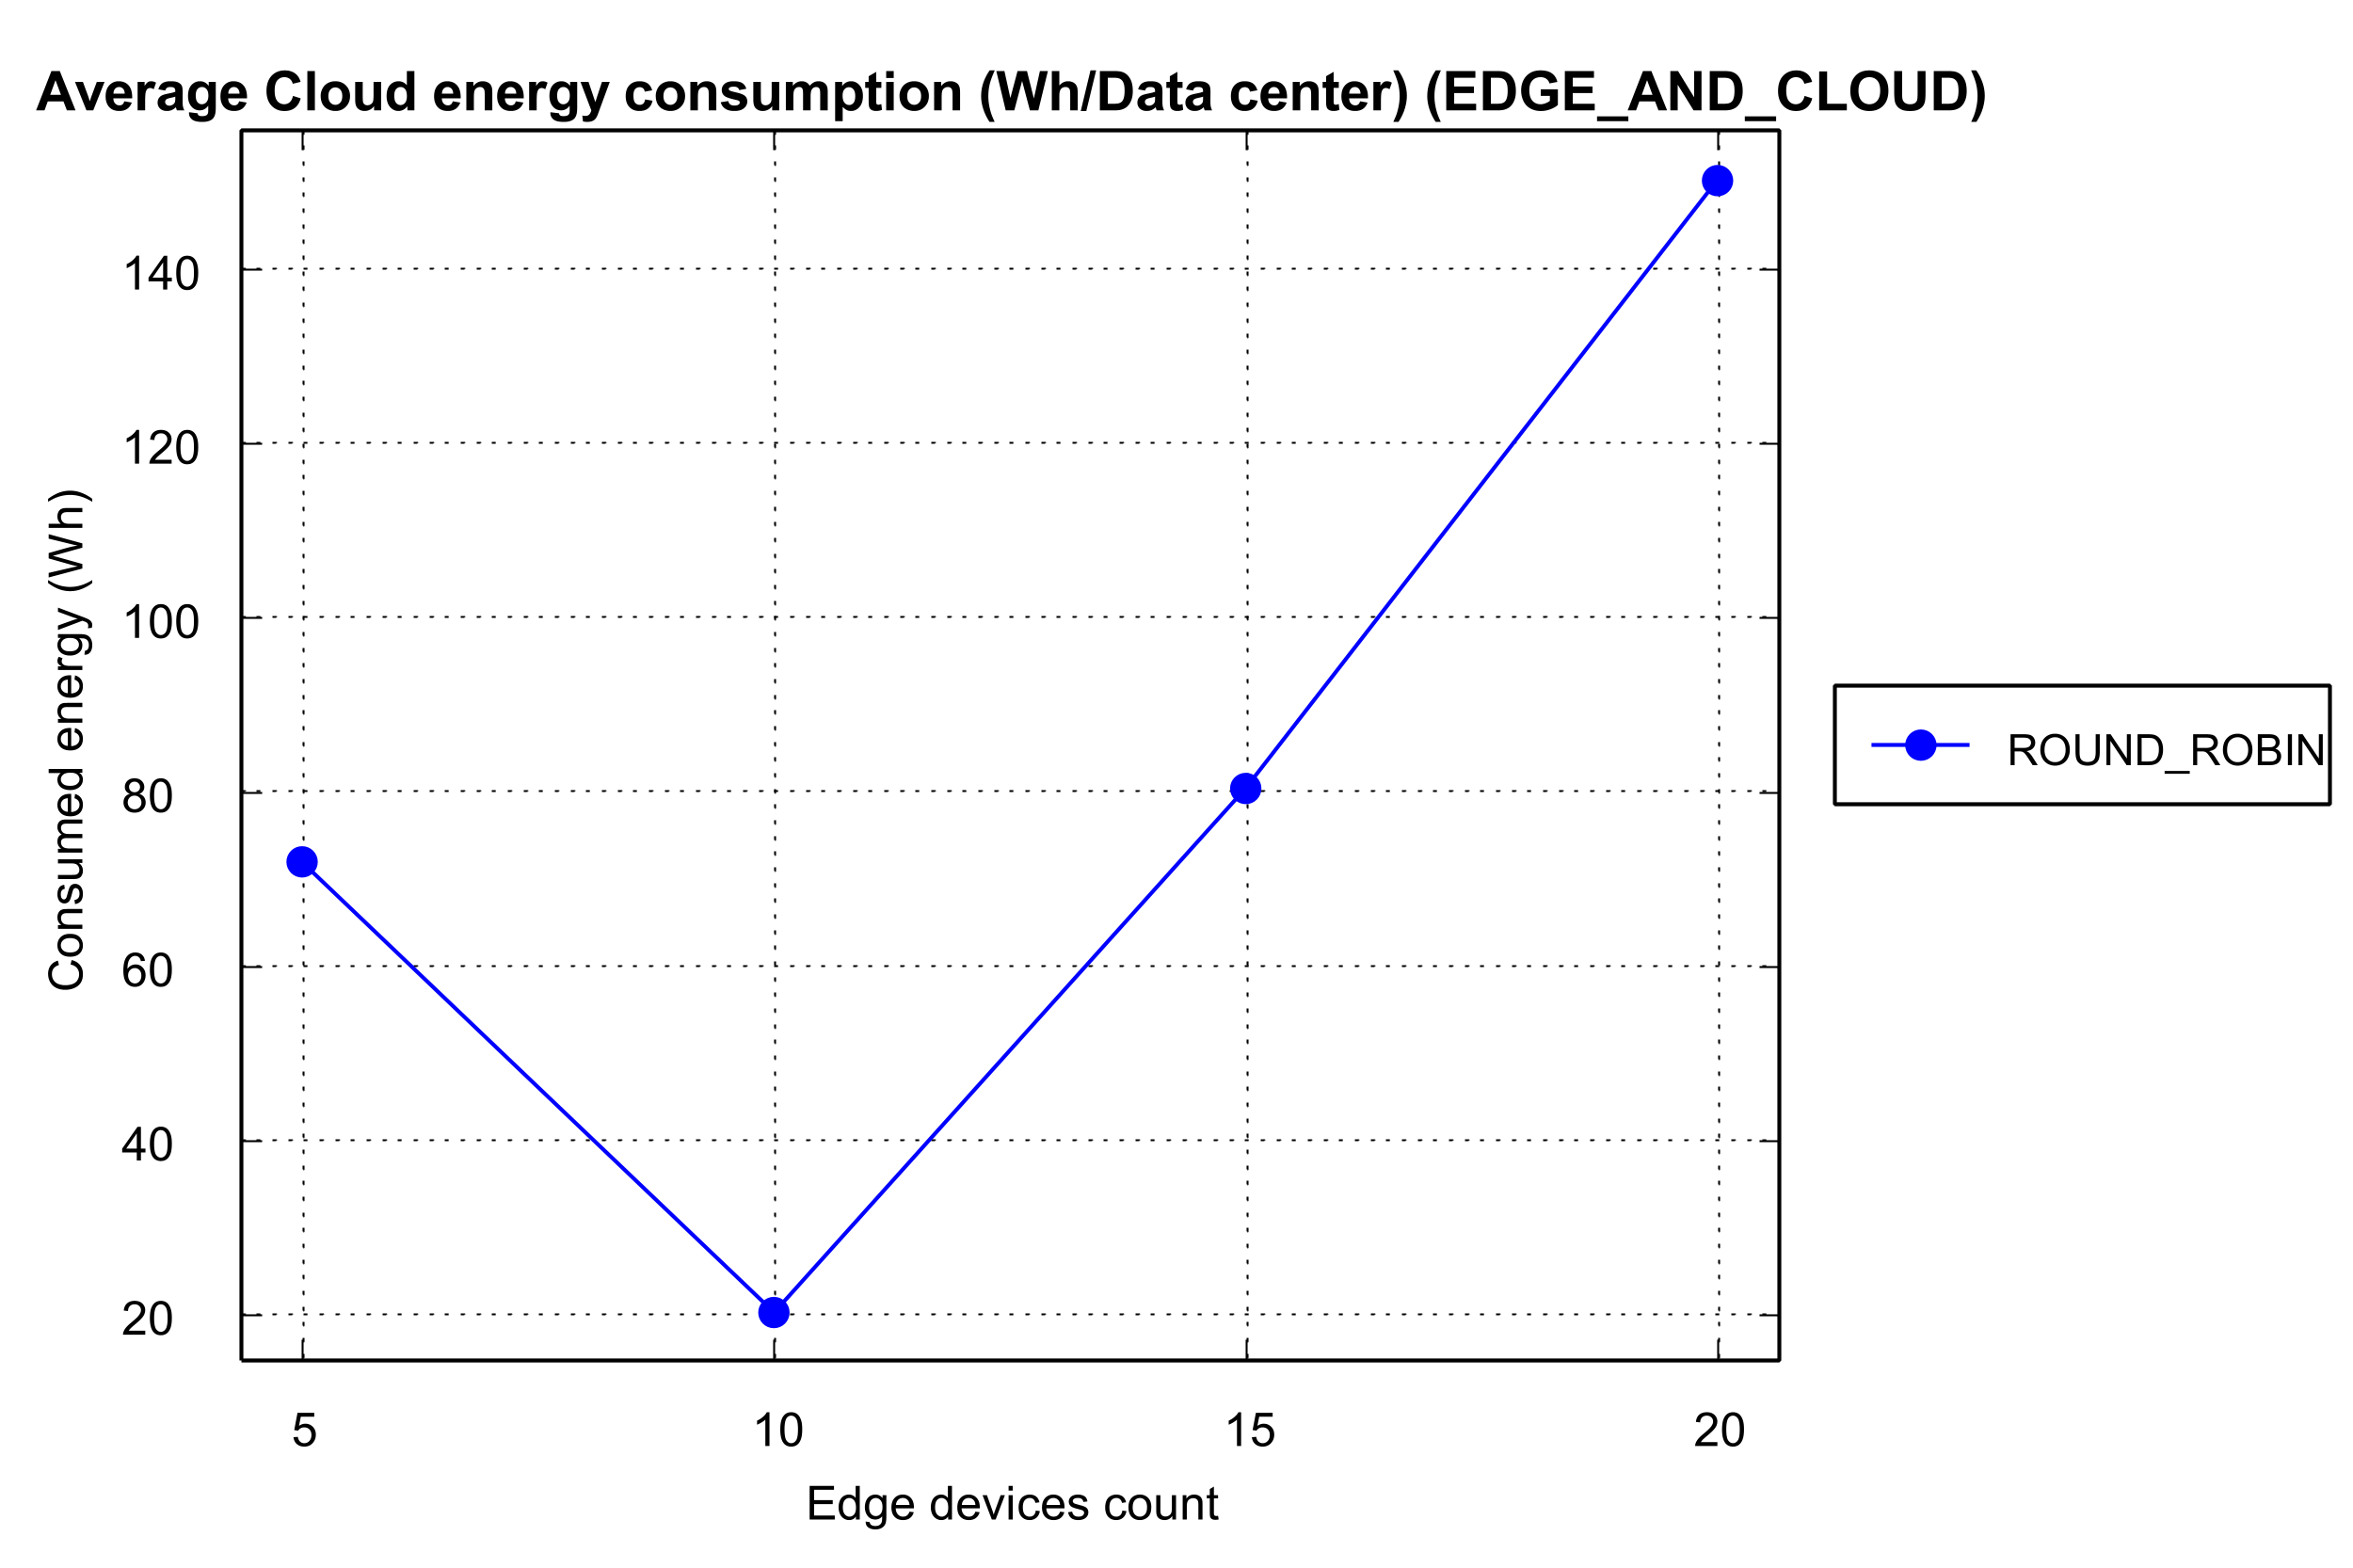 Average Cloud energy consumption (Wh/Data center) (EDGE_AND_CLOUD)
140
120
100
80
60
40
20
Consumed energy (Wh)
ROUND_ROBIN
5 10 15 20
Edge devices count